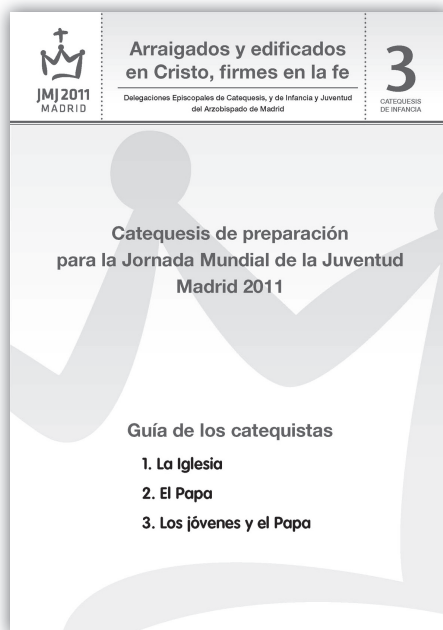 JMJ 2011
MADRID
Arraigados y edificados
en Cristo, firmes en la fe
Delegaciones Episcopales de Catequesis, y de Infancia y Juventud
del Arzobispado de Madrid
3
CATEQUESIS
DE INFANCIA
Catequesis de preparación
para la Jornada Mundial de la Juventud
Madrid 2011
Guía de los catequistas
1. La Iglesia
2. El Papa
3. Los jóvenes y el Papa